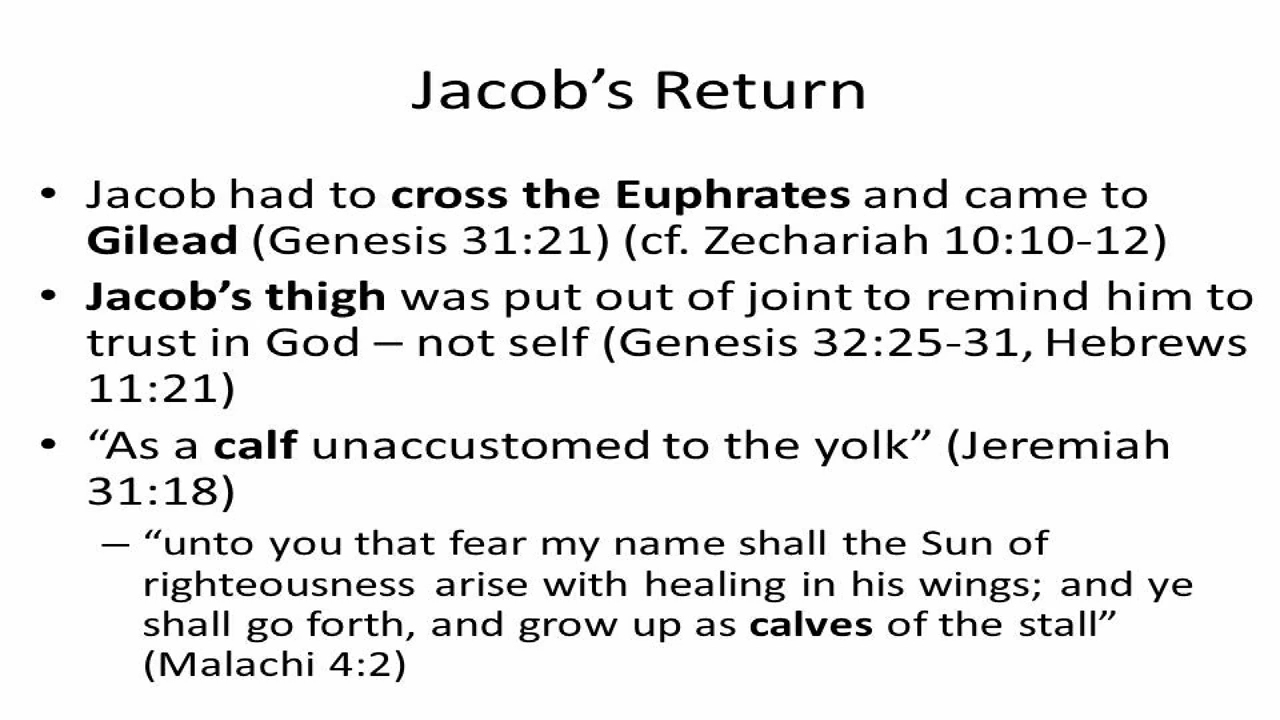 Jacob’s Return
• Jacob had to cross the Euphrates and came to
Gilead (Genesis 31:21) (cf. Zechariah 10:10-12)
• Jacob’s thigh was put out of joint to remind him to
trust in God – not self (Genesis 32:25-31, Hebrews
11:21)
• “As a calf unaccustomed to the yolk” (Jeremiah
31:18)
– “unto you that fear my name shall the Sun of
righteousness arise with healing in his wings; and ye
shall go forth, and grow up as calves of the stall”
(Malachi 4:2)